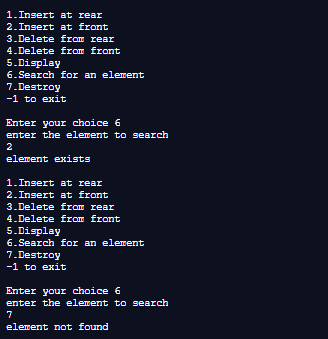 1.Insert at rear
2.Insert at front
3.Delete from rear
4.Delete from front
5.Display
6.Search for an element
7.Destroy
-1 to exit
Enter your choice 6
enter the element to search
2
element exists
1.Insert at rear
2.Insert at front
3.Delete from rear
4.Delete from front
5.Display
6.Search for an element
7.Destroy
-1 to exit
Enter your choice 6
enter the element to search
7
element not found